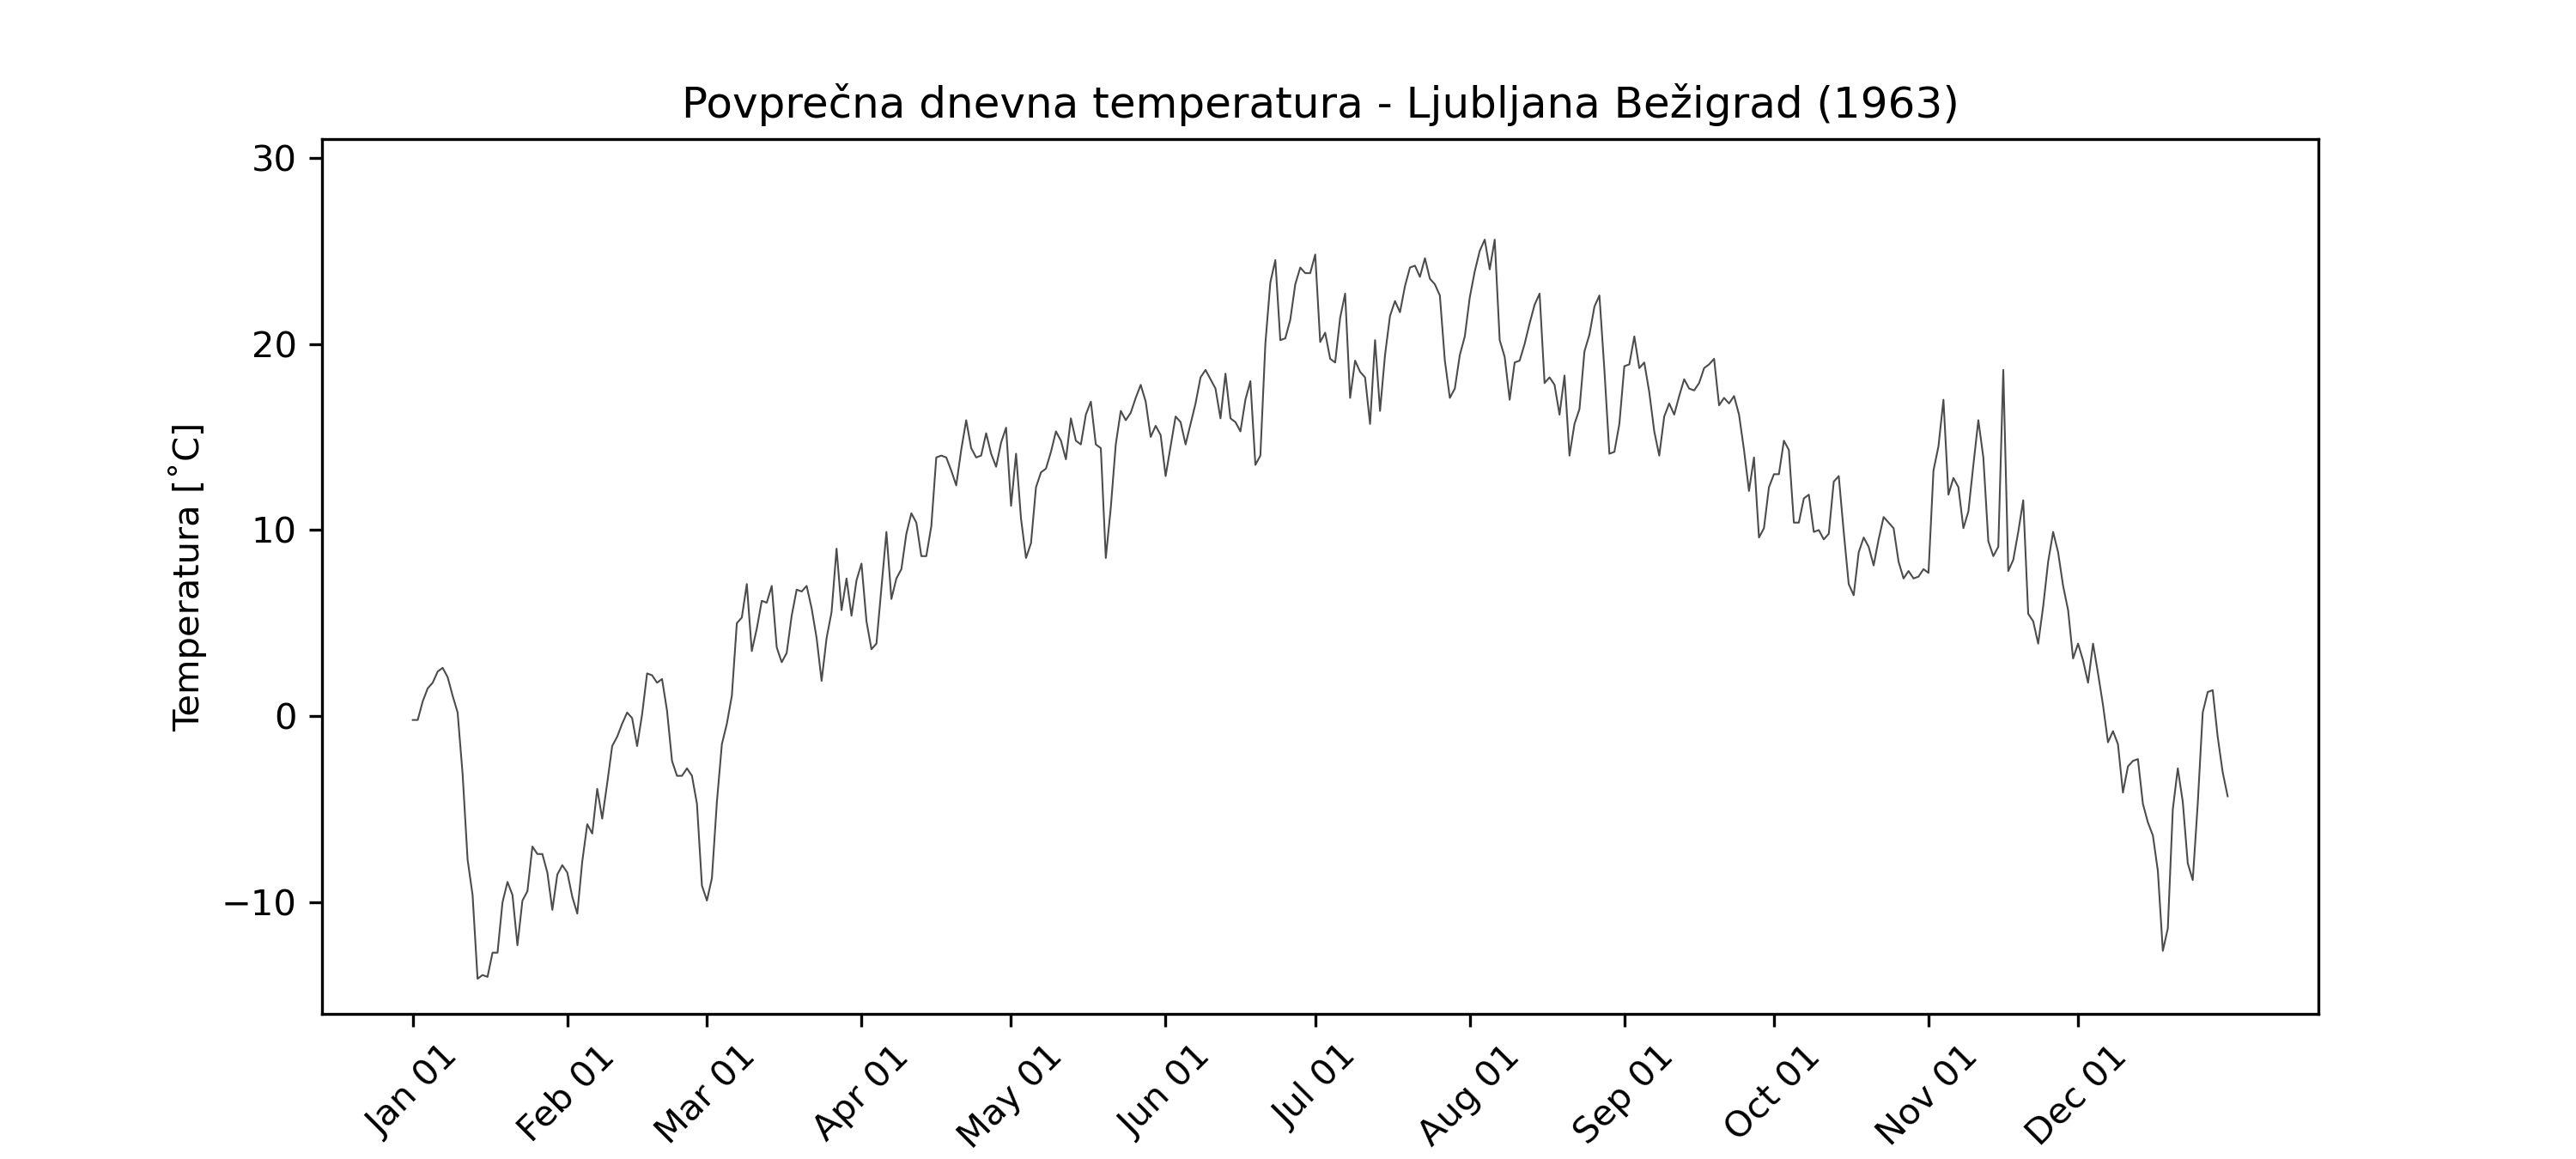 Povprečna dnevna temperatura - Ljubljana Bežigrad (1963)
Temperatura [°C]
30
20
10
0
−10
Jan 01
Feb 01
Mar 01
Apr 01
May 01
Jun 01
Jul 01
Aug 01
Sep 01
Oct 01
Nov 01
Dec 01